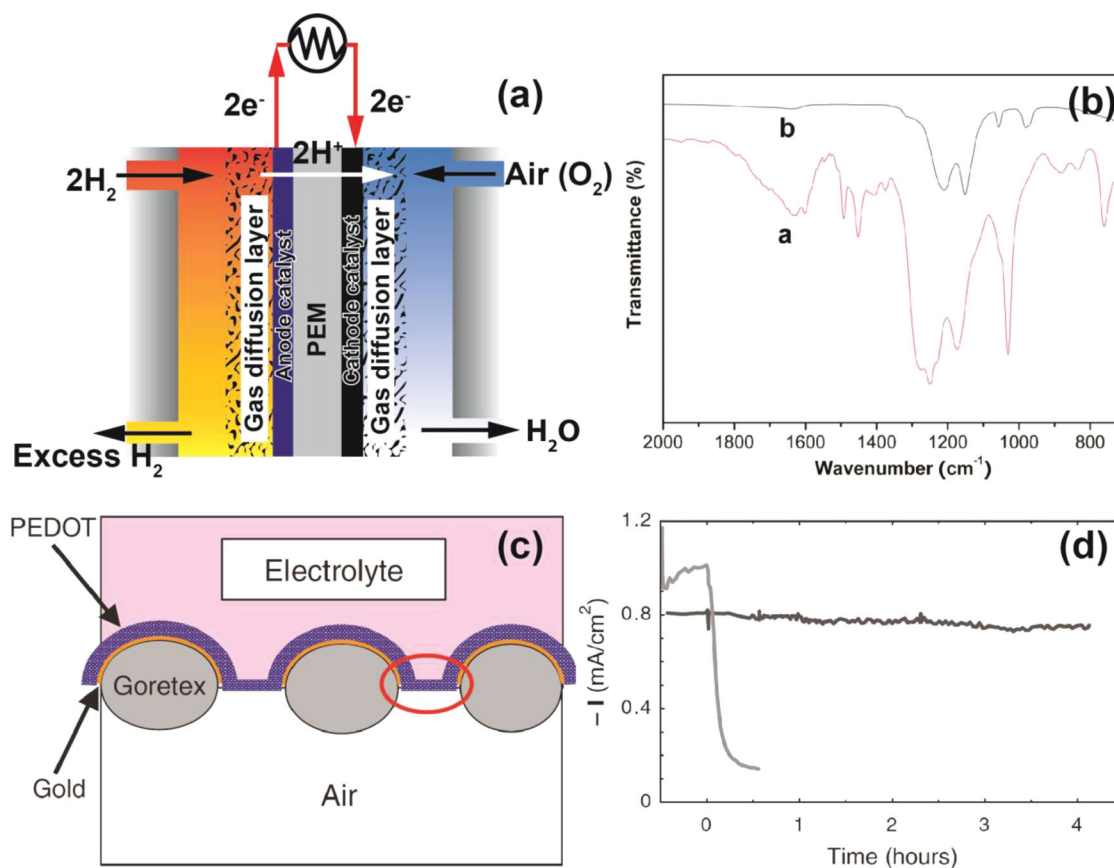 (a)
2e⁻
2e⁻
2H⁺
2H₂
Air (O₂)
Gas diffusion layer
Anode catalyst
PEM
Cathode catalyst
Gas diffusion layer
Excess H₂
H₂O
(b)
b
a
Transmittance (%)
2000 1800 1600 1400 1200 1000 800
Wavenumber (cm⁻¹)
(c)
PEDOT
Electrolyte
Goretex
Gold
Air
(d)
1.2
0.8
0.4
0
– I (mA/cm²)
0 1 2 3 4
Time (hours)